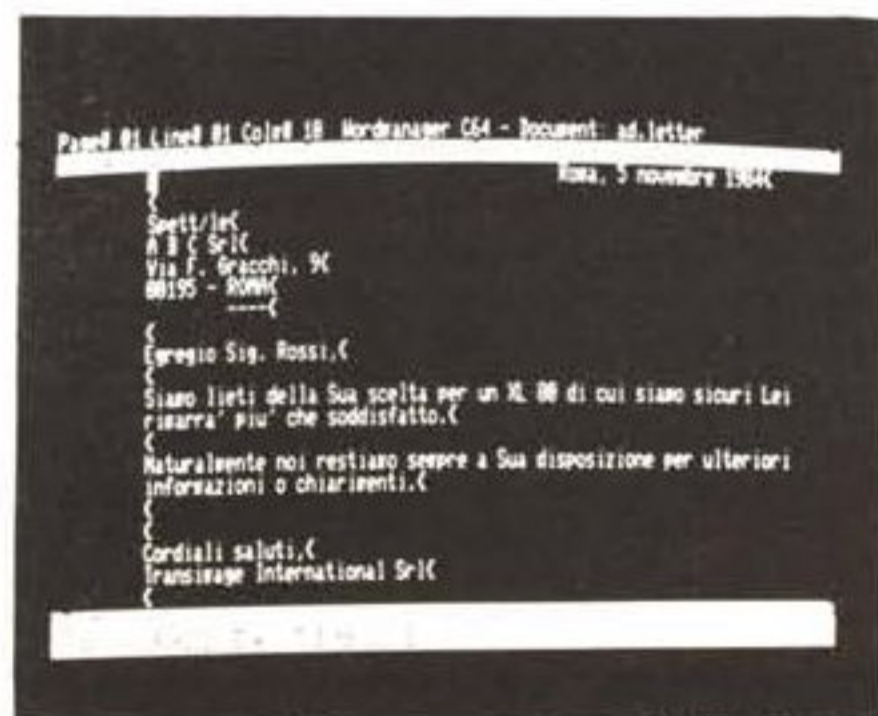 Page# 01 Line# 01 Col# 18 Wordmanager C64 - Document: ad.letter
Roma, 5 novembre 1984{
{
Spett/le{
A B C Srl{
Via F. Gracchi, 9{
00195 - ROMA{
----{
{
Egregio Sig. Rossi,{
{
Siamo lieti della Sua scelta per un XL 80 di cui siamo sicuri Lei
rimarra' piu' che soddisfatto.{
{
Naturalmente noi restiamo sempre a Sua disposizione per ulteriori
informazioni o chiarimenti.{
{
{
Cordiali saluti,{
Transimage International Srl{
{